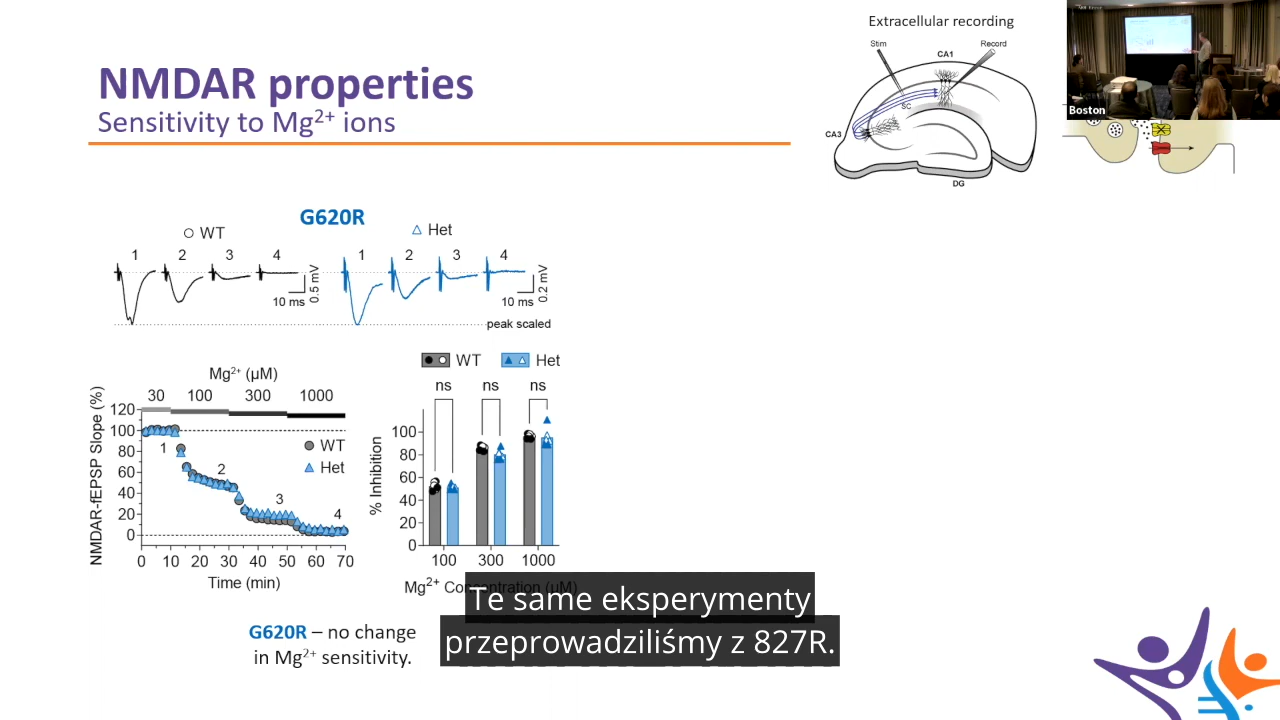 NMDAR properties
Sensitivity to Mg²⁺ ions
Extracellular recording
Stim
CA1
Record
SC
CA3
DG
Boston
G620R
WT
Het
1 2 3 4
1 2 3 4
10 ms
0.5 mV
10 ms
0.2 mV
peak scaled
Mg²⁺ (μM)
30 100 300 1000
NMDAR-fEPSP Slope (%)
120
100
80
60
40
20
0
1
2
3
4
WT
Het
0 10 20 30 40 50 60 70
Time (min)
WT
Het
ns ns ns
% Inhibition
100
80
60
40
20
0
100 300 1000
Mg²⁺ Concentration (μM)
G620R – no change
in Mg²⁺ sensitivity.
Te same eksperymenty
przeprowadziliśmy z 827R.